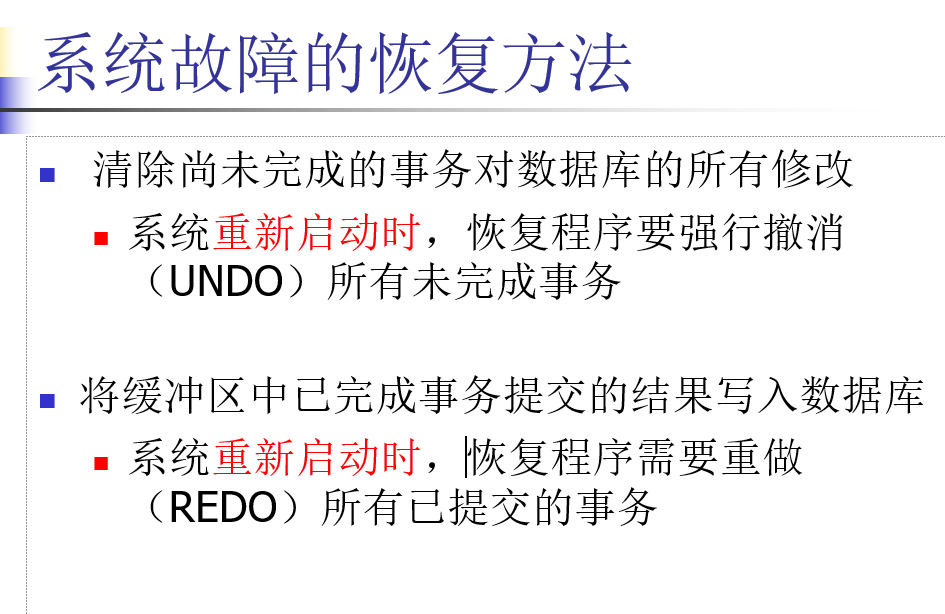 系统故障的恢复方法
清除尚未完成的事务对数据库的所有修改
系统重新启动时，恢复程序要强行撤消
（UNDO）所有未完成事务
将缓冲区中已完成事务提交的结果写入数据库
系统重新启动时，恢复程序需要重做
（REDO）所有已提交的事务